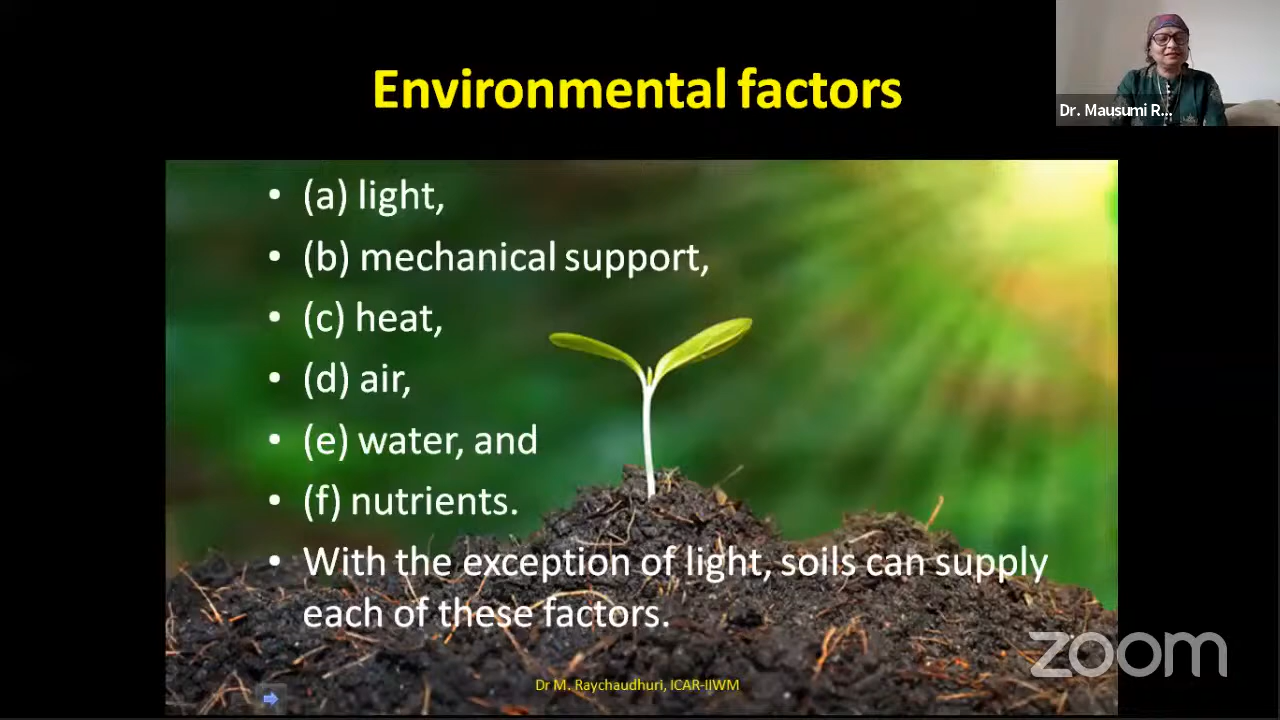 Environmental factors
Dr. Mausumi R...
• (a) light,
• (b) mechanical support,
• (c) heat,
• (d) air,
• (e) water, and
• (f) nutrients.
• With the exception of light, soils can supply
each of these factors.
zoom
Dr M. Raychaudhuri, ICAR-IIWM